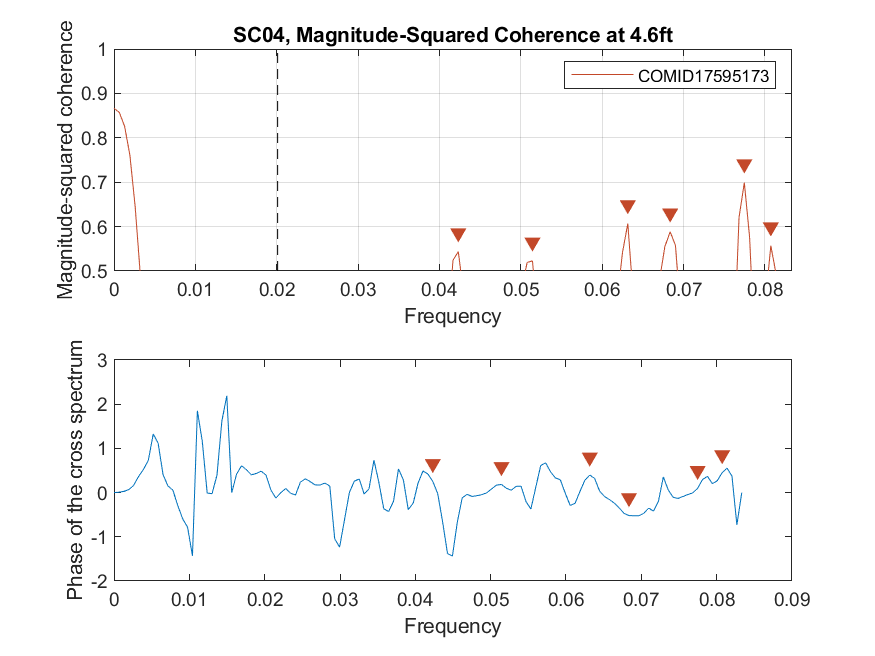 SC04, Magnitude-Squared Coherence at 4.6ft
Magnitude-squared coherence
1
0.9
0.8
0.7
0.6
0.5
COMID17595173
0 0.01 0.02 0.03 0.04 0.05 0.06 0.07 0.08
Frequency
Phase of the cross spectrum
3
2
1
0
-1
-2
0 0.01 0.02 0.03 0.04 0.05 0.06 0.07 0.08 0.09
Frequency